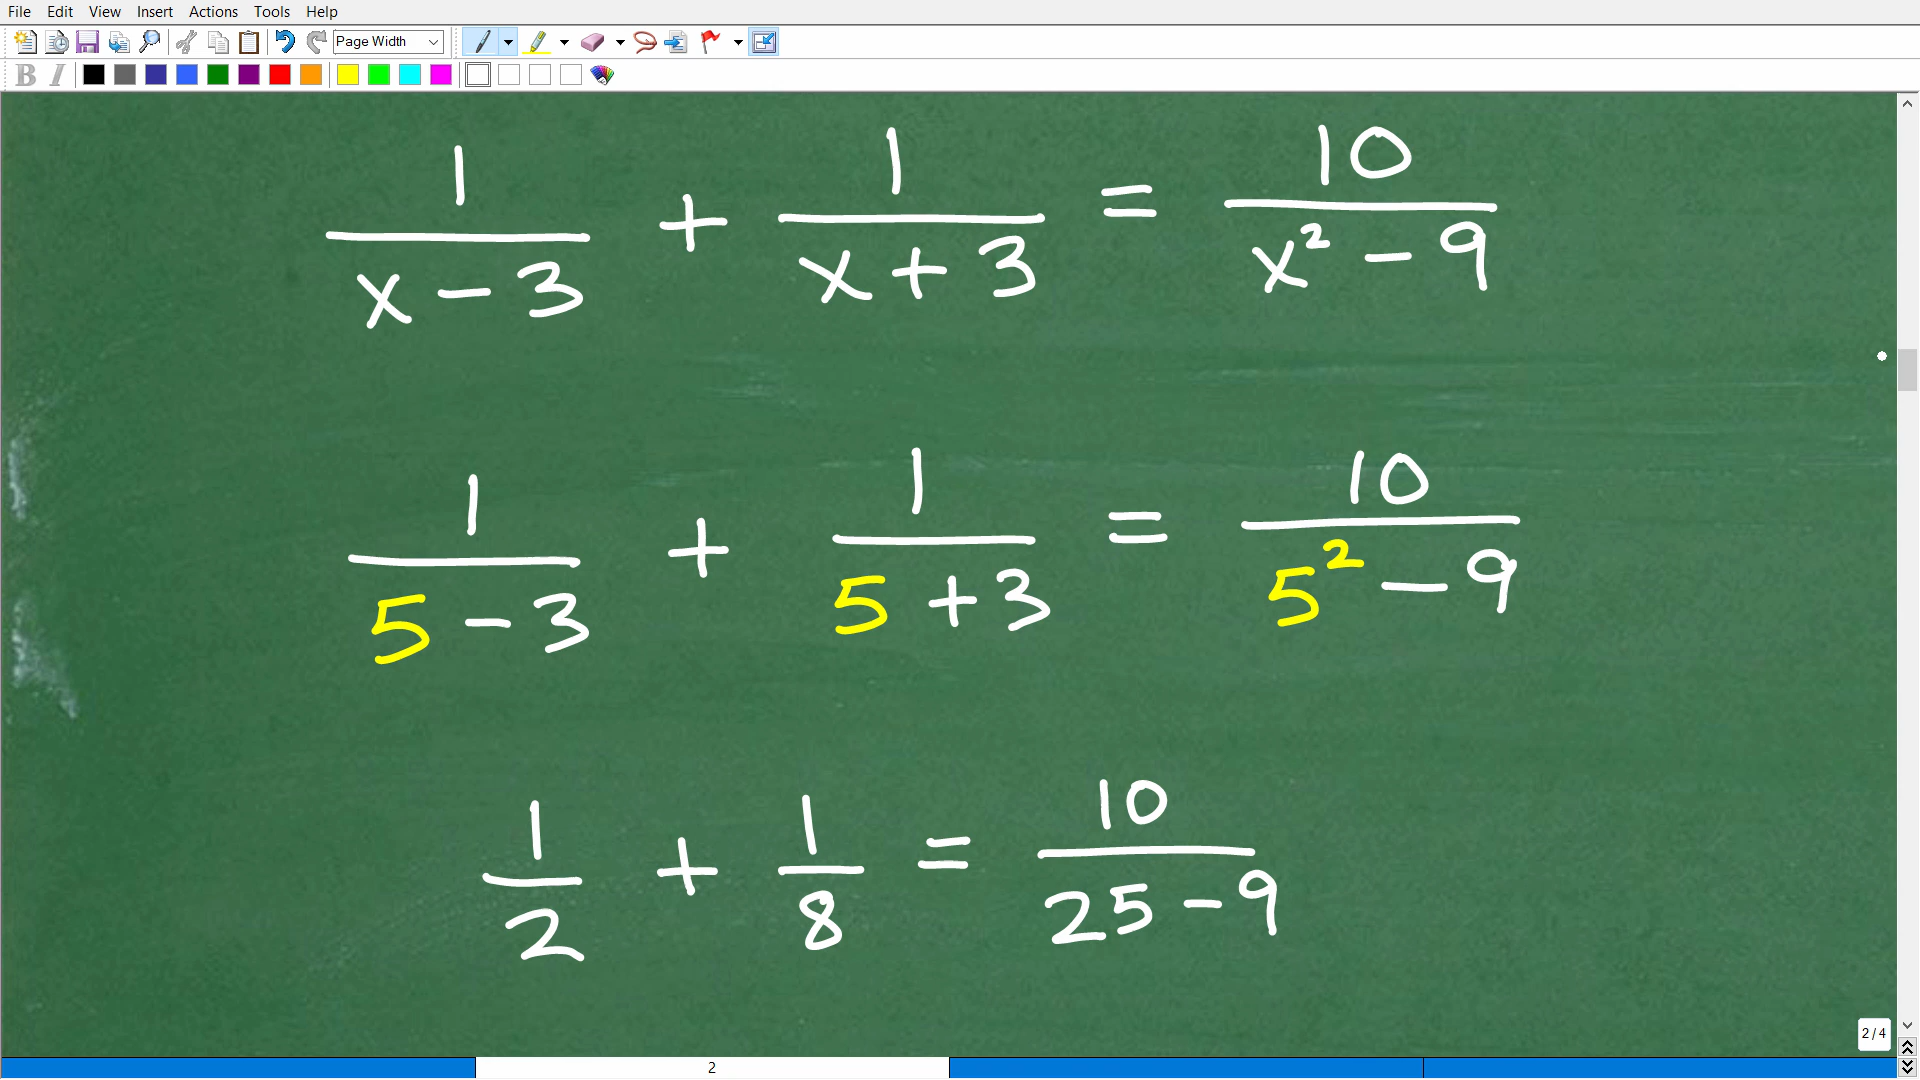 File Edit View Insert Actions Tools Help
Page Width
B I
1/(x - 3) + 1/(x + 3) = 10/(x² - 9)
1/(5 - 3) + 1/(5 + 3) = 10/(5² - 9)
1/2 + 1/8 = 10/(25 - 9)
2 / 4
2